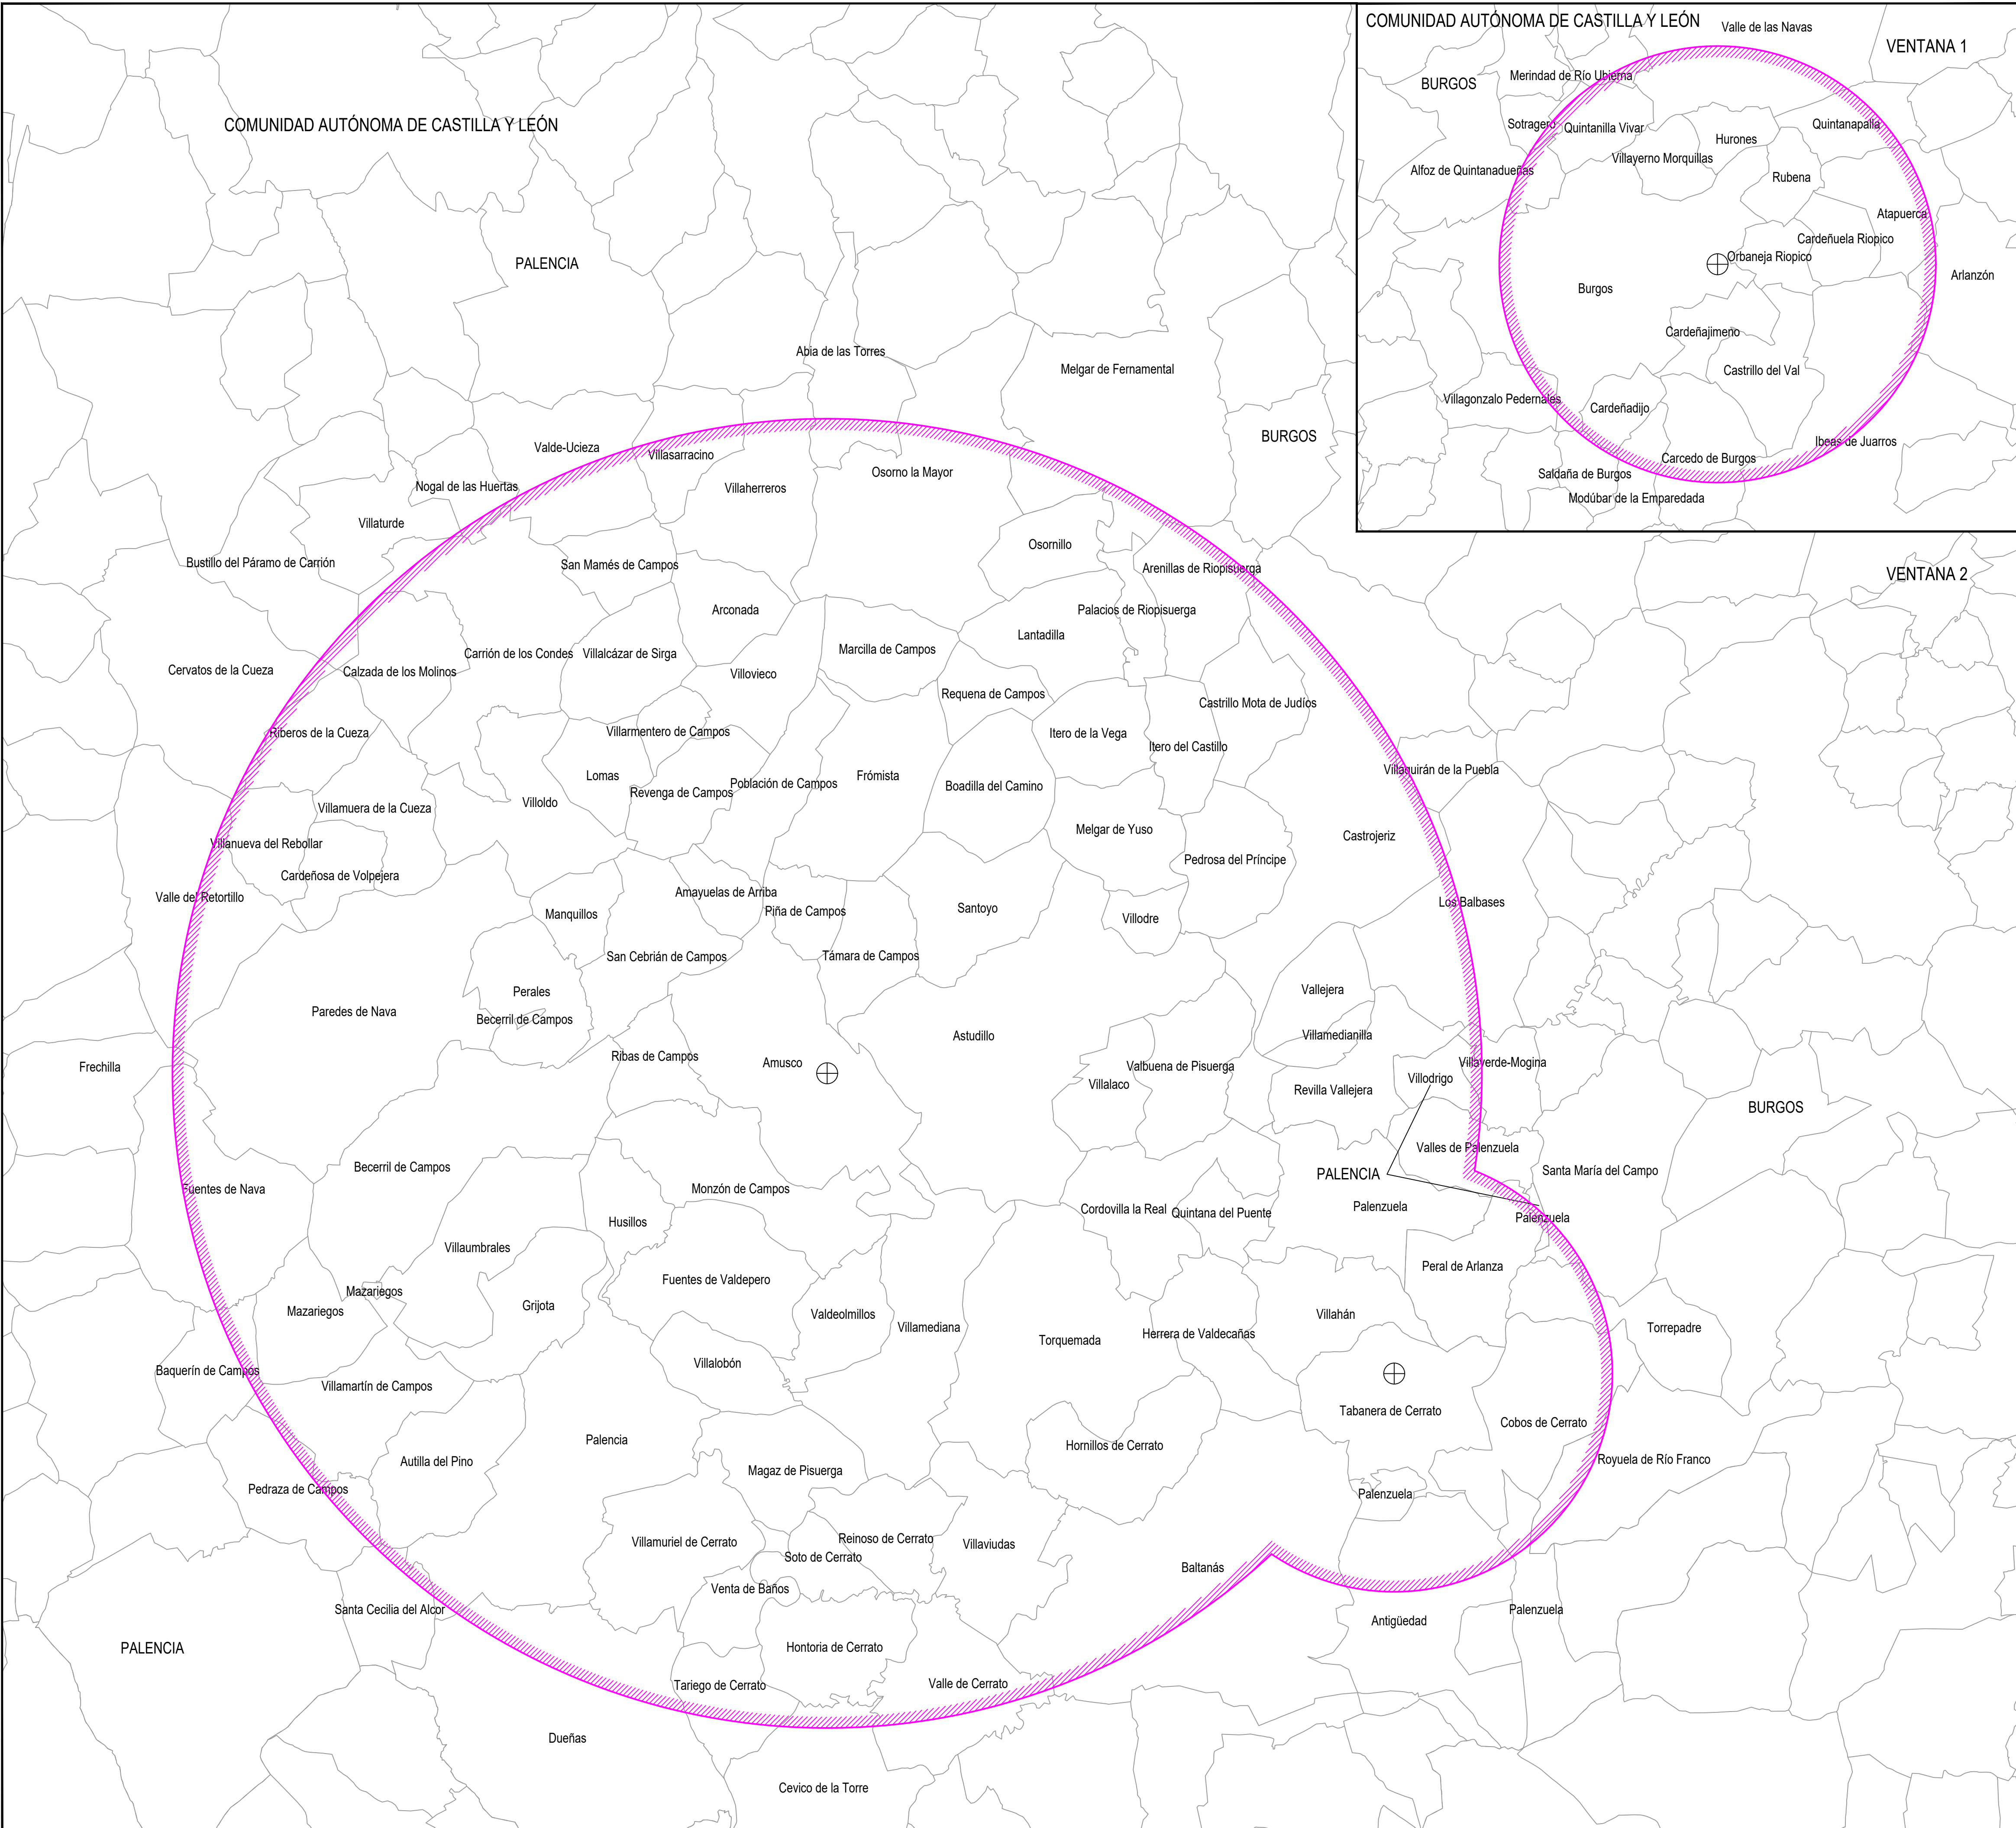 COMUNIDAD AUTÓNOMA DE CASTILLA Y LEÓN
Valle de las Navas
VENTANA 1
BURGOS
Merindad de Río Ubierna
Sotragero
Quintanilla Vivar
Hurones
Quintanapalla
Villayerno Morquillas
Alfoz de Quintanadueñas
Rubena
Atapuerca
Cardeñuela Riopico
Orbaneja Riopico
Arlanzón
Burgos
Cardeñajimeno
Castrillo del Val
Villagonzalo Pedernales
Cardeñadijo
Ibeas de Juarros
Carcedo de Burgos
Saldaña de Burgos
Modúbar de la Emparedada
COMUNIDAD AUTÓNOMA DE CASTILLA Y LEÓN
PALENCIA
Abia de las Torres
Melgar de Fernamental
BURGOS
Valde-Ucieza
Villasarracino
Osorno la Mayor
Nogal de las Huertas
Villaherreros
Villaturde
Osornillo
Bustillo del Páramo de Carrión
San Mamés de Campos
Arenillas de Riopisuerga
VENTANA 2
Arconada
Palacios de Riopisuerga
Lantadilla
Carrión de los Condes
Villalcázar de Sirga
Marcilla de Campos
Cervatos de la Cueza
Calzada de los Molinos
Villovieco
Requena de Campos
Castrillo Mota de Judíos
Riberos de la Cueza
Villarmentero de Campos
Itero de la Vega
Itero del Castillo
Villaquirán de la Puebla
Lomas
Frómista
Población de Campos
Boadilla del Camino
Revenga de Campos
Villoldo
Villamuera de la Cueza
Melgar de Yuso
Castrojeriz
Villanueva del Rebollar
Pedrosa del Príncipe
Cardeñosa de Volpejera
Valle del Retortillo
Amayuelas de Arriba
Los Balbases
Manquillos
Piña de Campos
Santoyo
Villodre
San Cebrián de Campos
Támara de Campos
Perales
Vallejera
Paredes de Nava
Becerril de Campos
Astudillo
Villamedianilla
Ribas de Campos
Amusco
Frechilla
Valbuena de Pisuerga
Villaverde-Mogina
Villalaco
Villodrigo
Revilla Vallejera
BURGOS
Valles de Palenzuela
Becerril de Campos
PALENCIA
Santa María del Campo
Fuentes de Nava
Monzón de Campos
Cordovilla la Real
Quintana del Puente
Palenzuela
Palenzuela
Husillos
Villaumbrales
Peral de Arlanza
Fuentes de Valdepero
Mazariegos
Mazariegos
Grijota
Valdeolmillos
Villamediana
Villahán
Torquemada
Herrera de Valdecañas
Torrepadre
Villalobón
Baquerín de Campos
Villamartín de Campos
Tabanera de Cerrato
Cobos de Cerrato
Palencia
Hornillos de Cerrato
Autilla del Pino
Royuela de Río Franco
Magaz de Pisuerga
Pedraza de Campos
Palenzuela
Villamuriel de Cerrato
Reinoso de Cerrato
Villaviudas
Soto de Cerrato
Baltanás
Venta de Baños
Santa Cecilia del Alcor
Palenzuela
Antigüedad
PALENCIA
Hontoria de Cerrato
Tariego de Cerrato
Valle de Cerrato
Dueñas
Cevico de la Torre